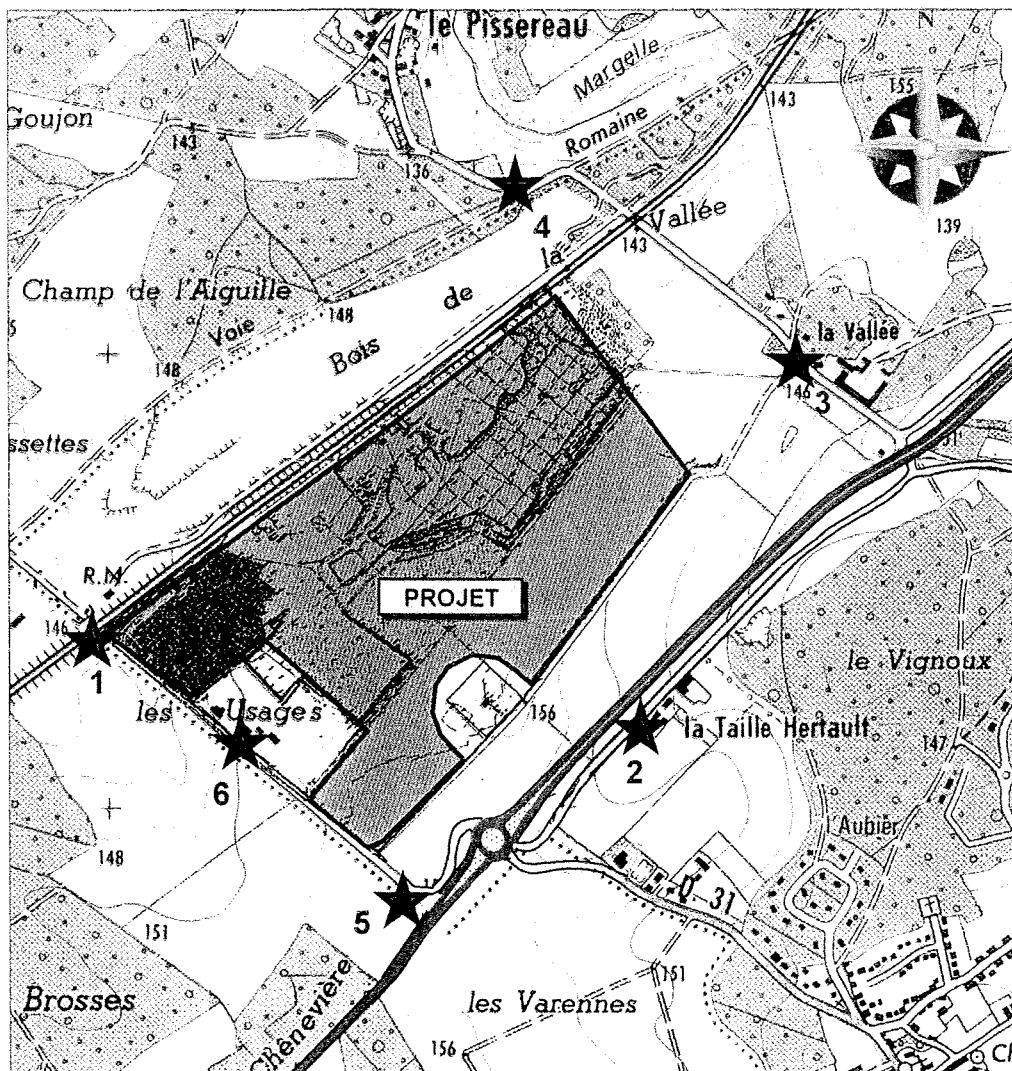 le Pissereau
N
Margelle
155
Goujon
143
143
Romaine
136
4
Vallée
139
143
la
Champ de l'Aiguille
de
148
Voie
la Vallée
Bois
148
146
3
ssettes
R.M.
PROJET
146
1
le Vignoux
156
les Usages
la Taille Hertault
147
2
6
Aubier
148
D 31
5
151
151
Brosses
les Varennes
Chênevière
156